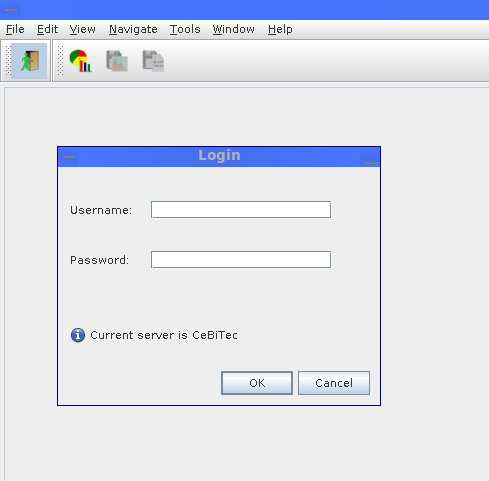 File Edit View Navigate Tools Window Help
Login
Username:
Password:
Current server is CeBiTec
OK Cancel